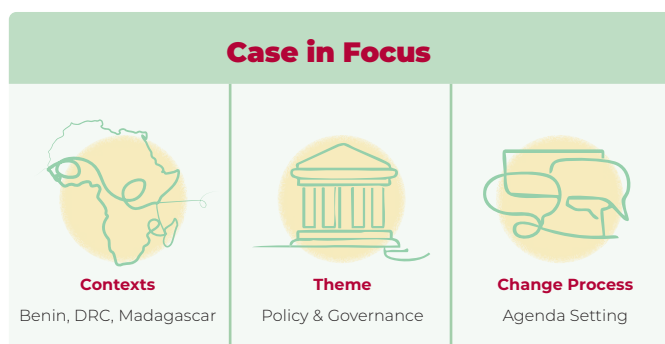 Case in Focus
Contexts
Benin, DRC, Madagascar
Theme
Policy & Governance
Change Process
Agenda Setting